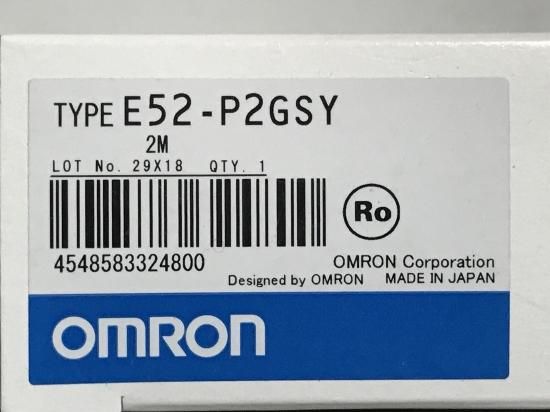 TYPE E52-P2GSY
2M
LOT No. 29X18 QTY. 1
Ro
4548583324800
OMRON Corporation
Designed by OMRON MADE IN JAPAN
OMRON